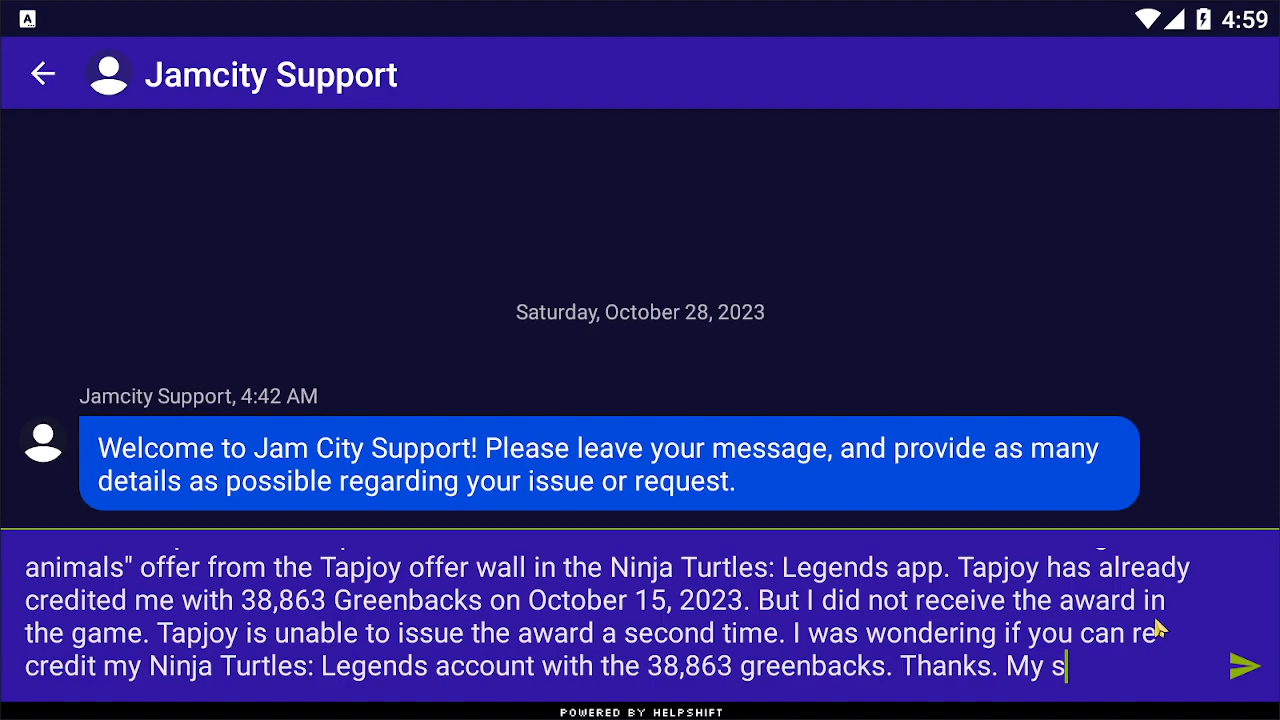 4:59
Jamcity Support
Saturday, October 28, 2023
Jamcity Support, 4:42 AM
Welcome to Jam City Support! Please leave your message, and provide as many
details as possible regarding your issue or request.
animals" offer from the Tapjoy offer wall in the Ninja Turtles: Legends app. Tapjoy has already
credited me with 38,863 Greenbacks on October 15, 2023. But I did not receive the award in
the game. Tapjoy is unable to issue the award a second time. I was wondering if you can re-
credit my Ninja Turtles: Legends account with the 38,863 greenbacks. Thanks. My s
POWERED BY HELPSHIFT